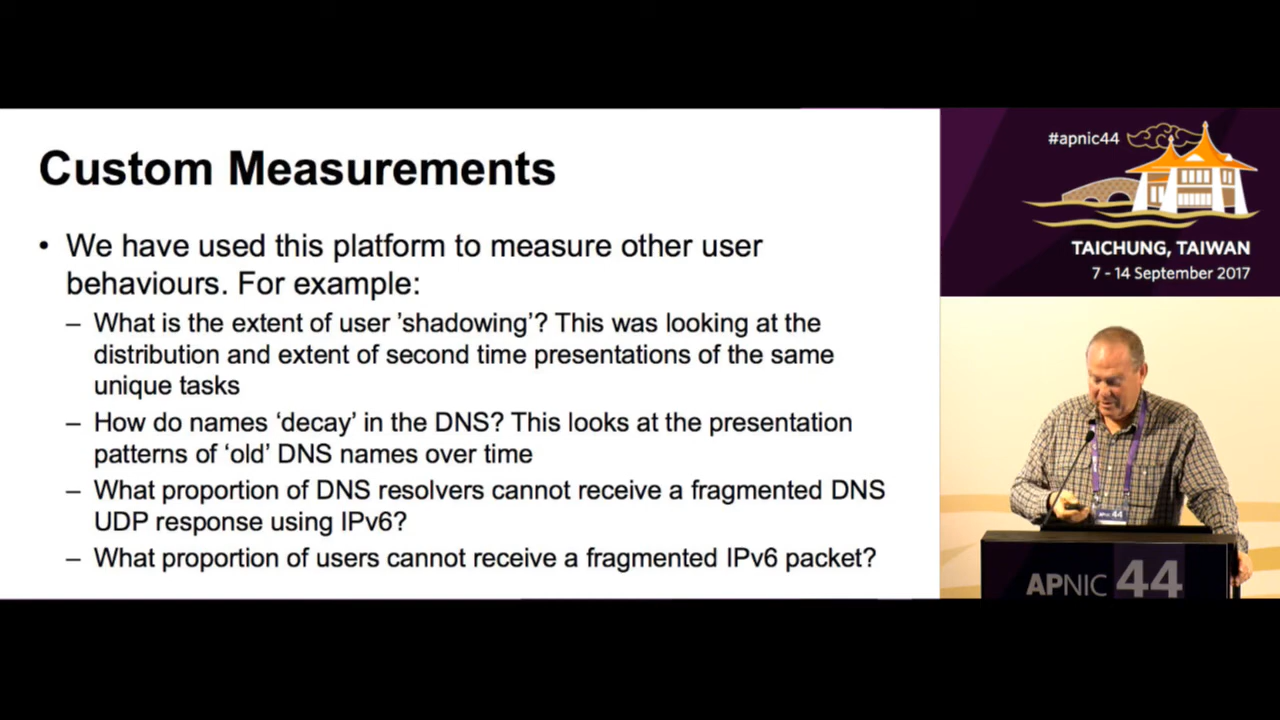 Custom Measurements
• We have used this platform to measure other user
behaviours. For example:
– What is the extent of user ’shadowing’? This was looking at the
distribution and extent of second time presentations of the same
unique tasks
– How do names ‘decay’ in the DNS? This looks at the presentation
patterns of ‘old’ DNS names over time
– What proportion of DNS resolvers cannot receive a fragmented DNS
UDP response using IPv6?
– What proportion of users cannot receive a fragmented IPv6 packet?
#apnic44
TAICHUNG, TAIWAN
7 - 14 September 2017
APNIC 44
APNIC 44